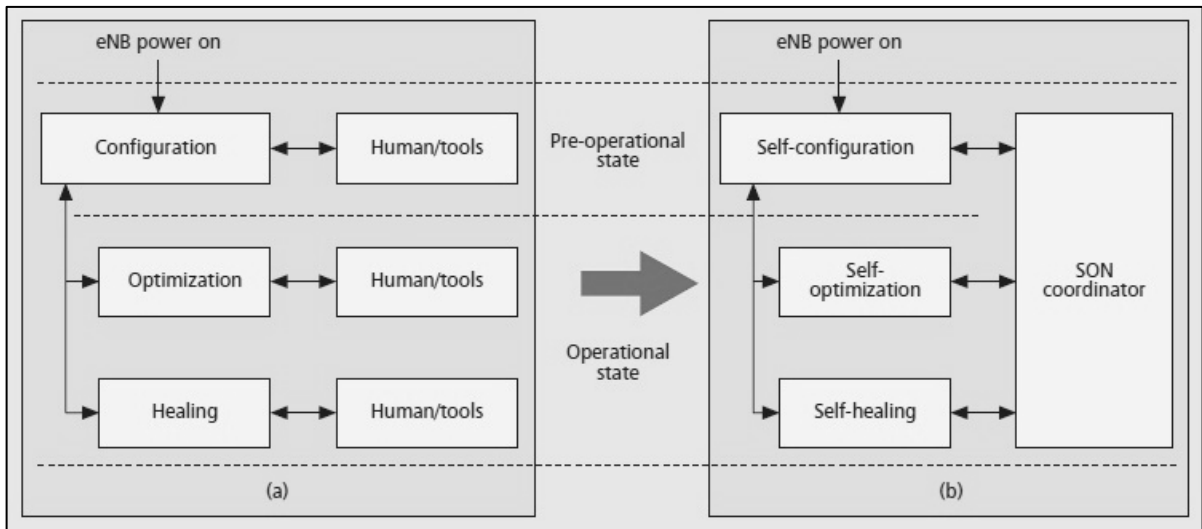 eNB power on
Configuration
Human/tools
Optimization
Human/tools
Healing
Human/tools
(a)
Pre-operational
state
Operational
state
eNB power on
Self-configuration
Self-
optimization
Self-healing
SON
coordinator
(b)